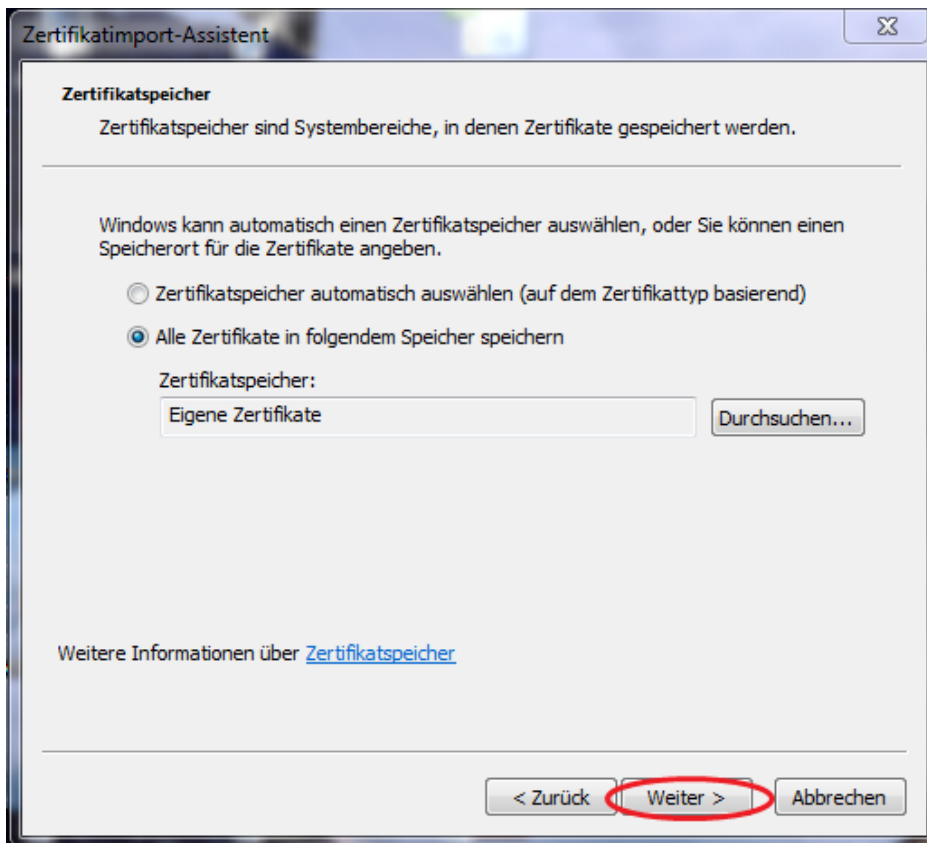 Zertifikatimport-Assistent
Zertifikatspeicher
Zertifikatspeicher sind Systembereiche, in denen Zertifikate gespeichert werden.
Windows kann automatisch einen Zertifikatspeicher auswählen, oder Sie können einen
Speicherort für die Zertifikate angeben.
Zertifikatspeicher automatisch auswählen (auf dem Zertifikattyp basierend)
Alle Zertifikate in folgendem Speicher speichern
Zertifikatspeicher:
Eigene Zertifikate
Durchsuchen...
Weitere Informationen über Zertifikatspeicher
< Zurück Weiter > Abbrechen